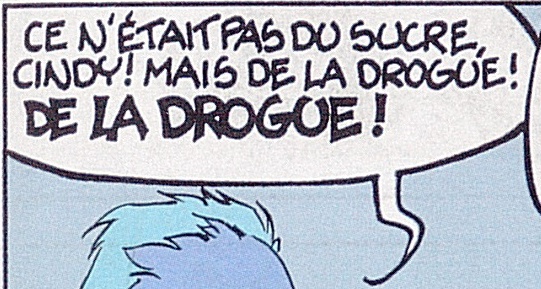 CE N'ÉTAIT PAS DU SUCRE,
CINDY! MAIS DE LA DROGUE!
DE LA DROGUE!